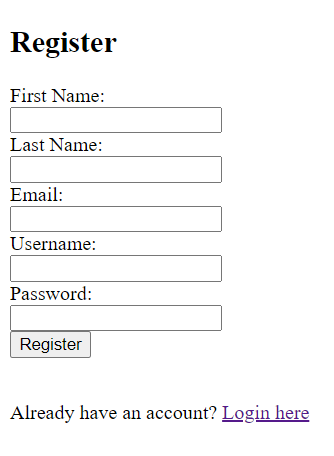 Register
First Name:
Last Name:
Email:
Username:
Password:
Register
Already have an account? Login here